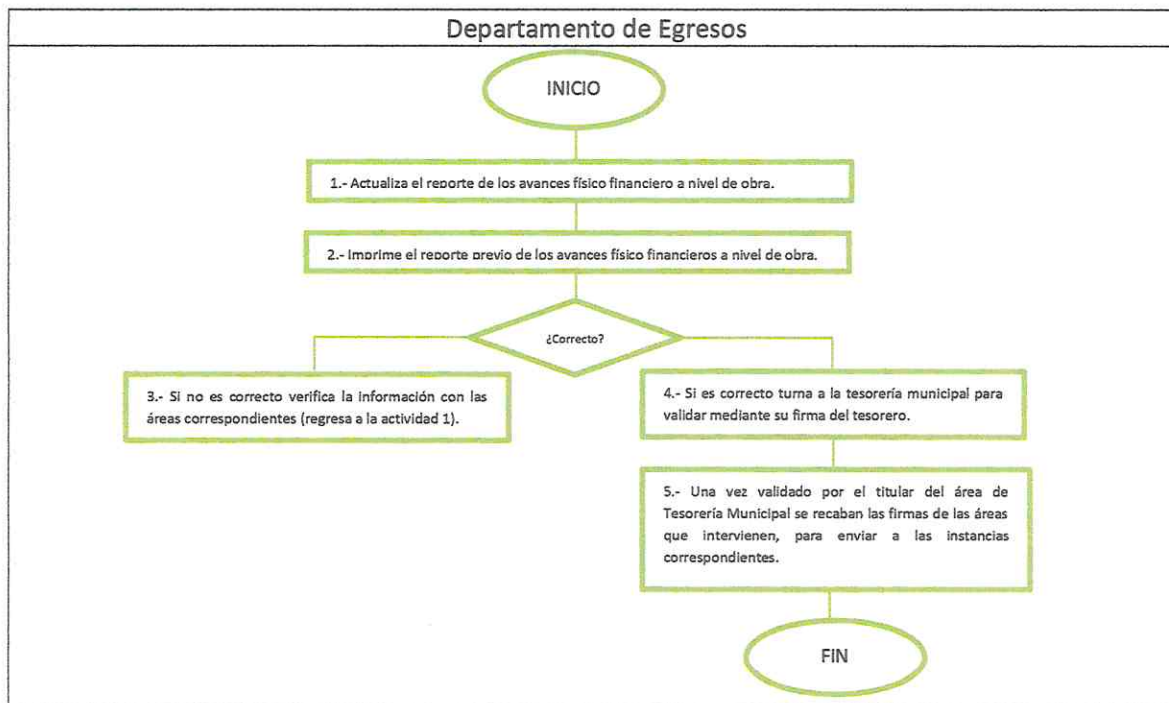 Departamento de Egresos
INICIO
1.- Actualiza el reporte de los avances físico financiero a nivel de obra.
2.- Imprime el reporte previo de los avances físico financieros a nivel de obra.
¿Correcto?
3.- Si no es correcto verifica la información con las
áreas correspondientes (regresa a la actividad 1).
4.- Si es correcto turna a la tesorería municipal para
validar mediante su firma del tesorero.
5.- Una vez validado por el titular del área de
Tesorería Municipal se recaban las firmas de las áreas
que intervienen, para enviar a las instancias
correspondientes.
FIN